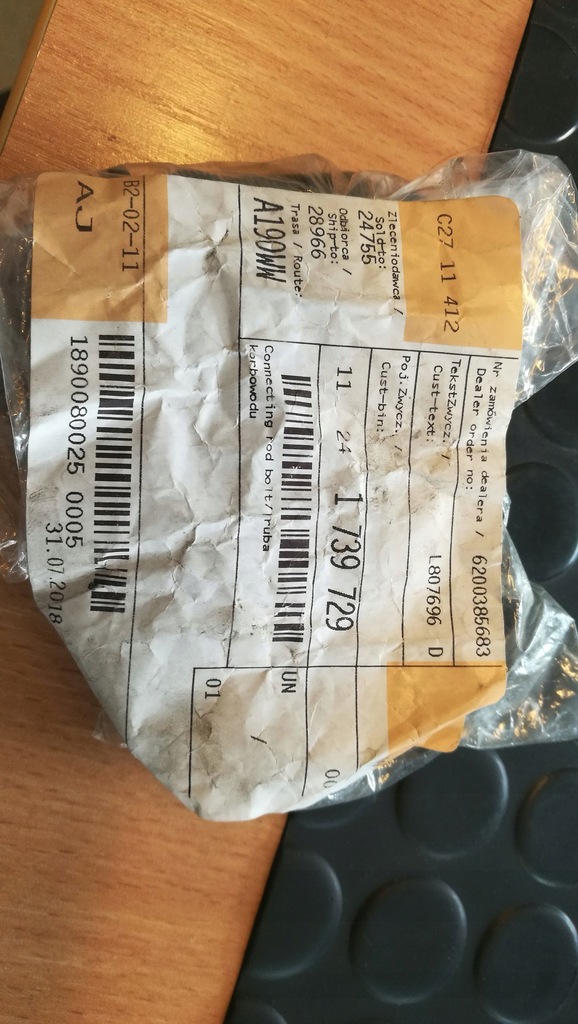 C27 11 412
Nr zamówienia dealera /
Dealer order no:
6200385683
TekstZwycz. /
Cust-text:
L807696 D
Zleceniodawca /
Sold-to:
24755
Poj.Zwycz. /
Cust-bin:
Odbiorca /
Ship-to:
28966
11 24 1 739 729
00
Trasa / Route:
A190WW
UN
Connecting rod bolt/Śruba
korbowodu
01 /
B2-02-11
AJ
1890080025 0005
31.07.2018